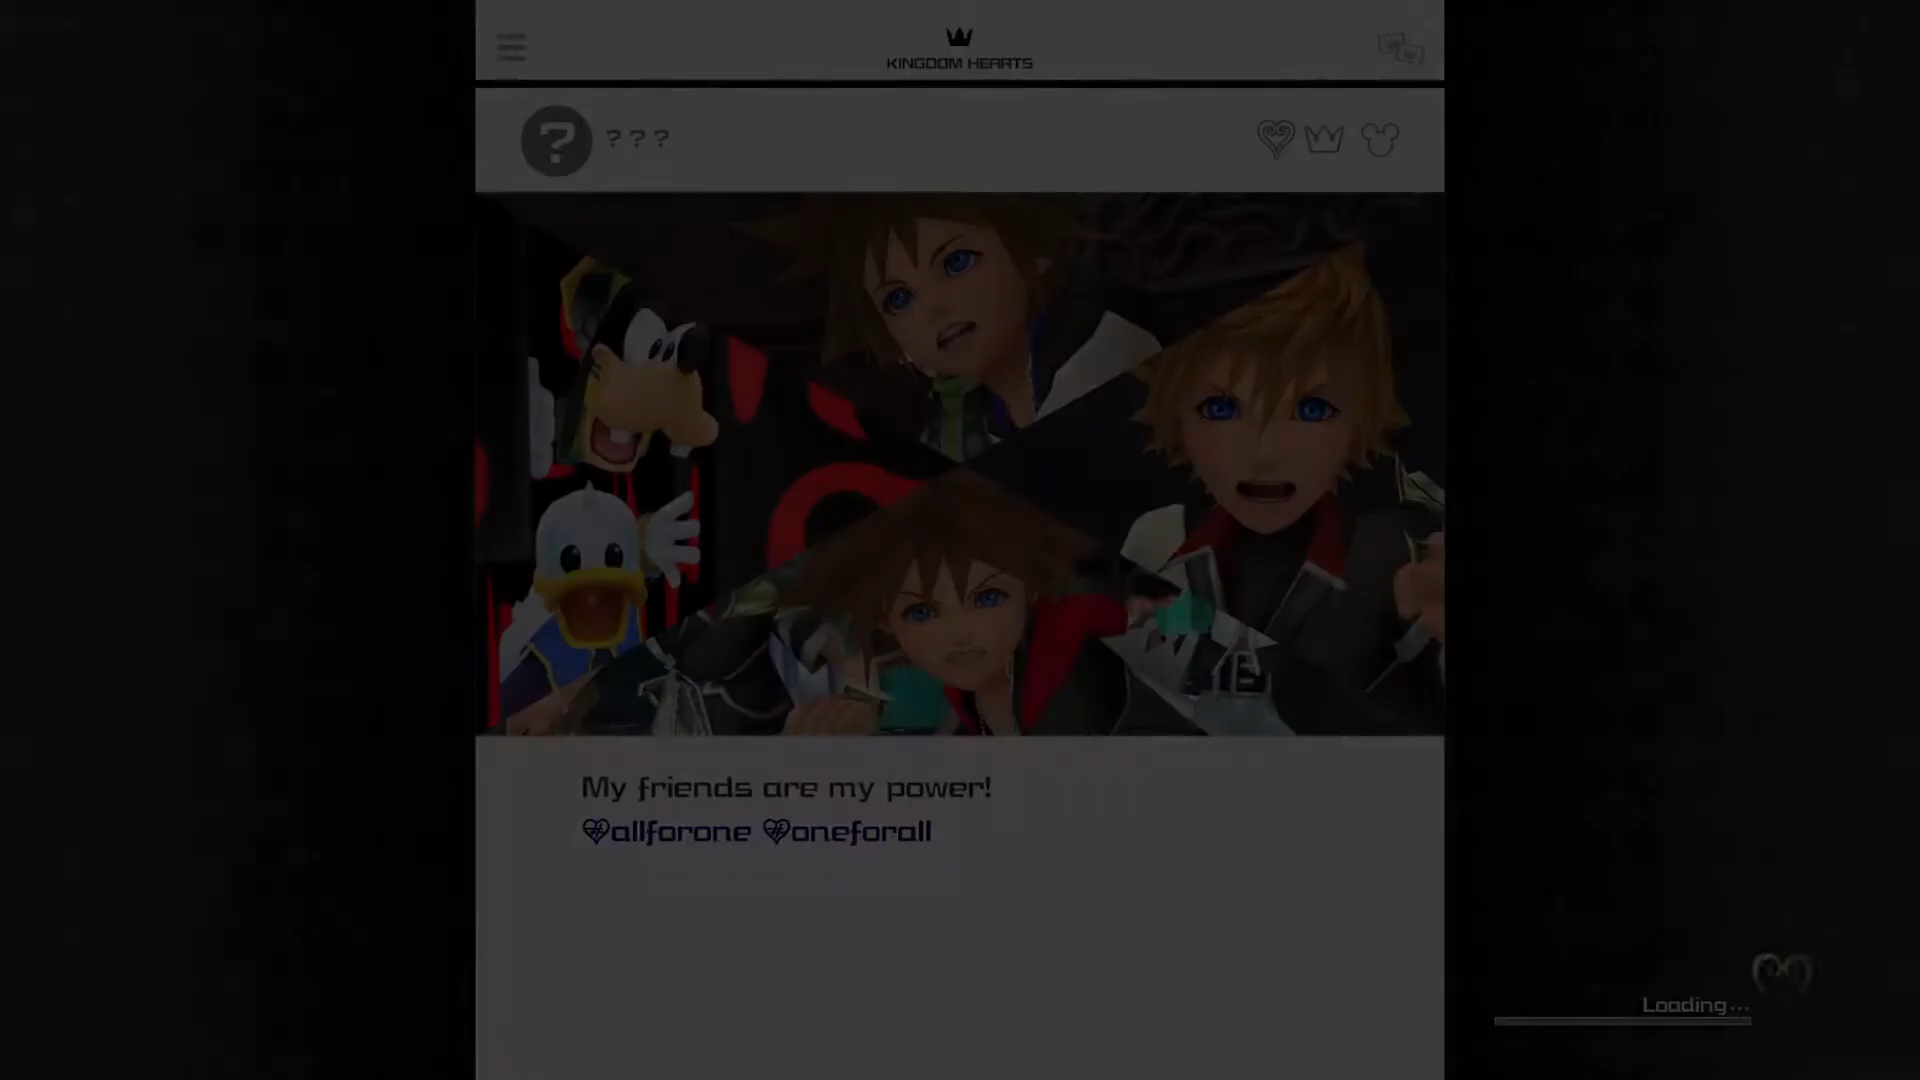 KINGDOM HEARTS
? ? ?
My friends are my power!
#allforone #oneforall
Loading...